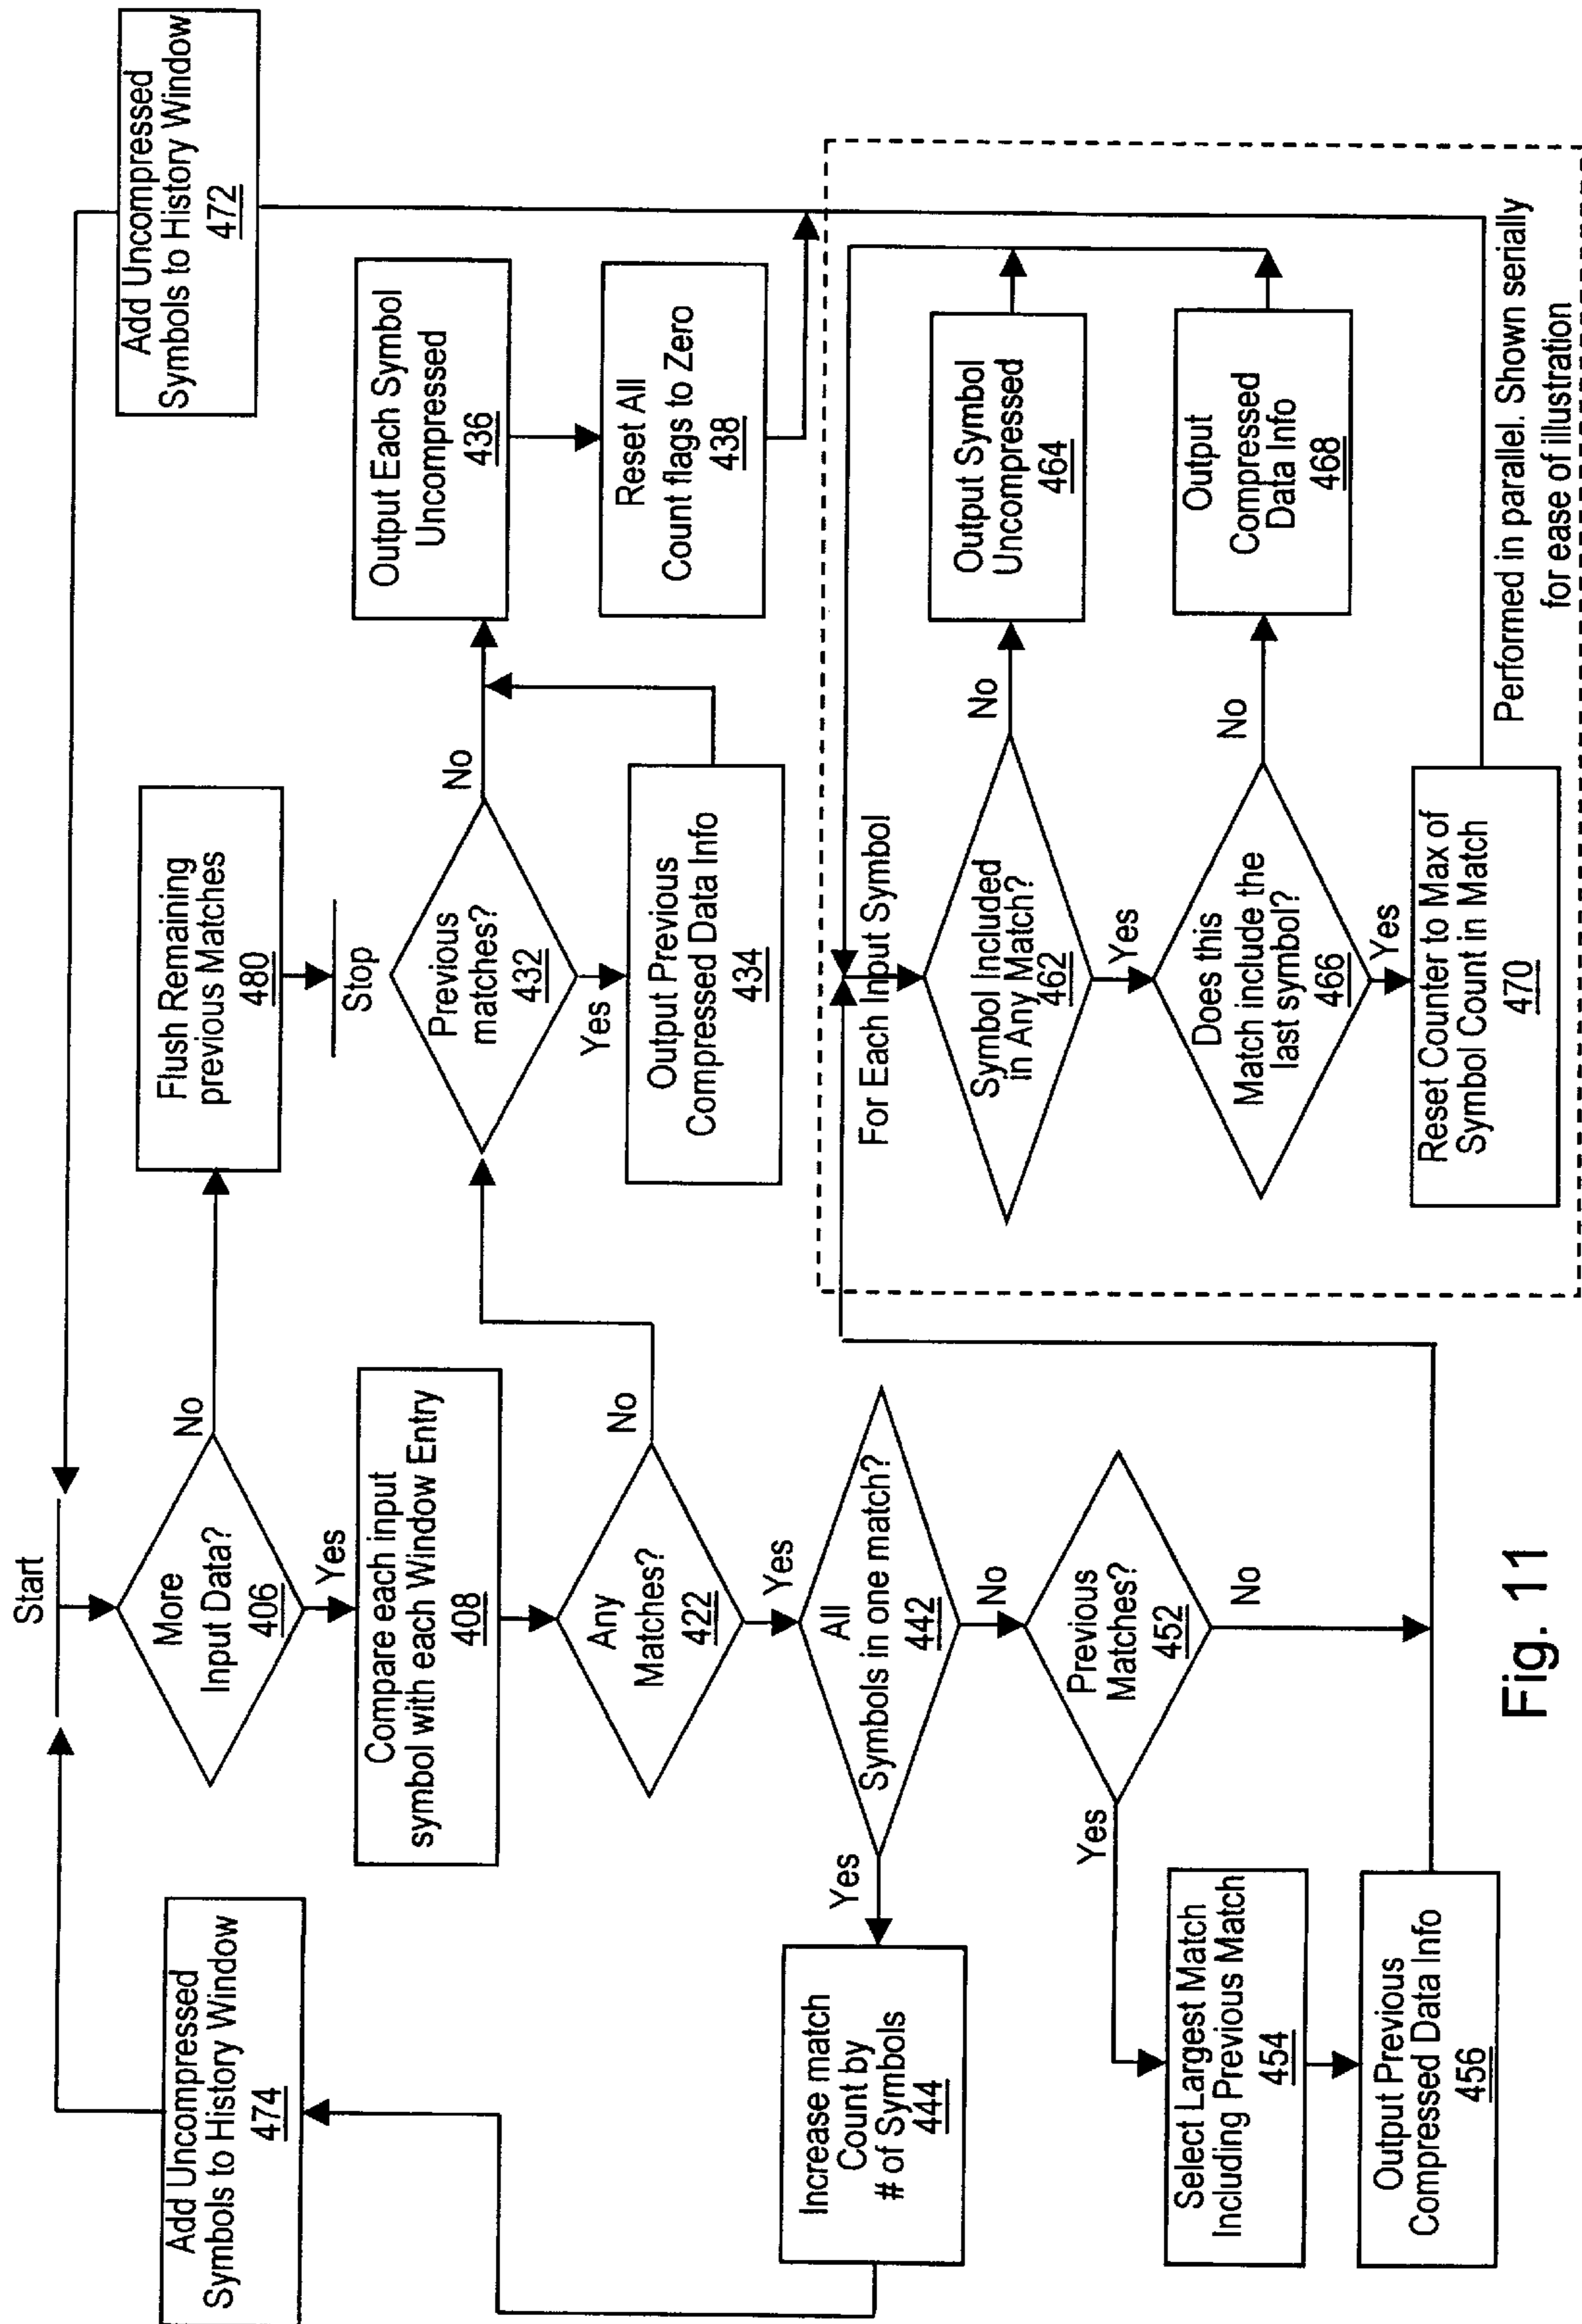 Start
More
Input Data?
406
No
Yes
Flush Remaining
previous Matches
480
Stop
Add Uncompressed
Symbols to History Window
472
Add Uncompressed
Symbols to History Window
474
Compare each input
symbol with each Window Entry
408
Any
Matches?
422
No
Yes
Previous
matches?
432
No
Yes
Output Each Symbol
Uncompressed
436
Output Previous
Compressed Data Info
434
Reset All
Count flags to Zero
438
All
Symbols in one match?
442
Yes
No
Increase match
Count by
# of Symbols
444
Previous
Matches?
452
Yes
No
Select Largest Match
Including Previous Match
454
Output Previous
Compressed Data Info
456
For Each Input Symbol
Symbol Included
in Any Match?
462
No
Yes
Output Symbol
Uncompressed
464
Does this
Match include the
last symbol?
466
No
Yes
Output
Compressed
Data Info
468
Reset Counter to Max of
Symbol Count in Match
470
Performed in parallel. Shown serially
for ease of illustration
Fig. 11